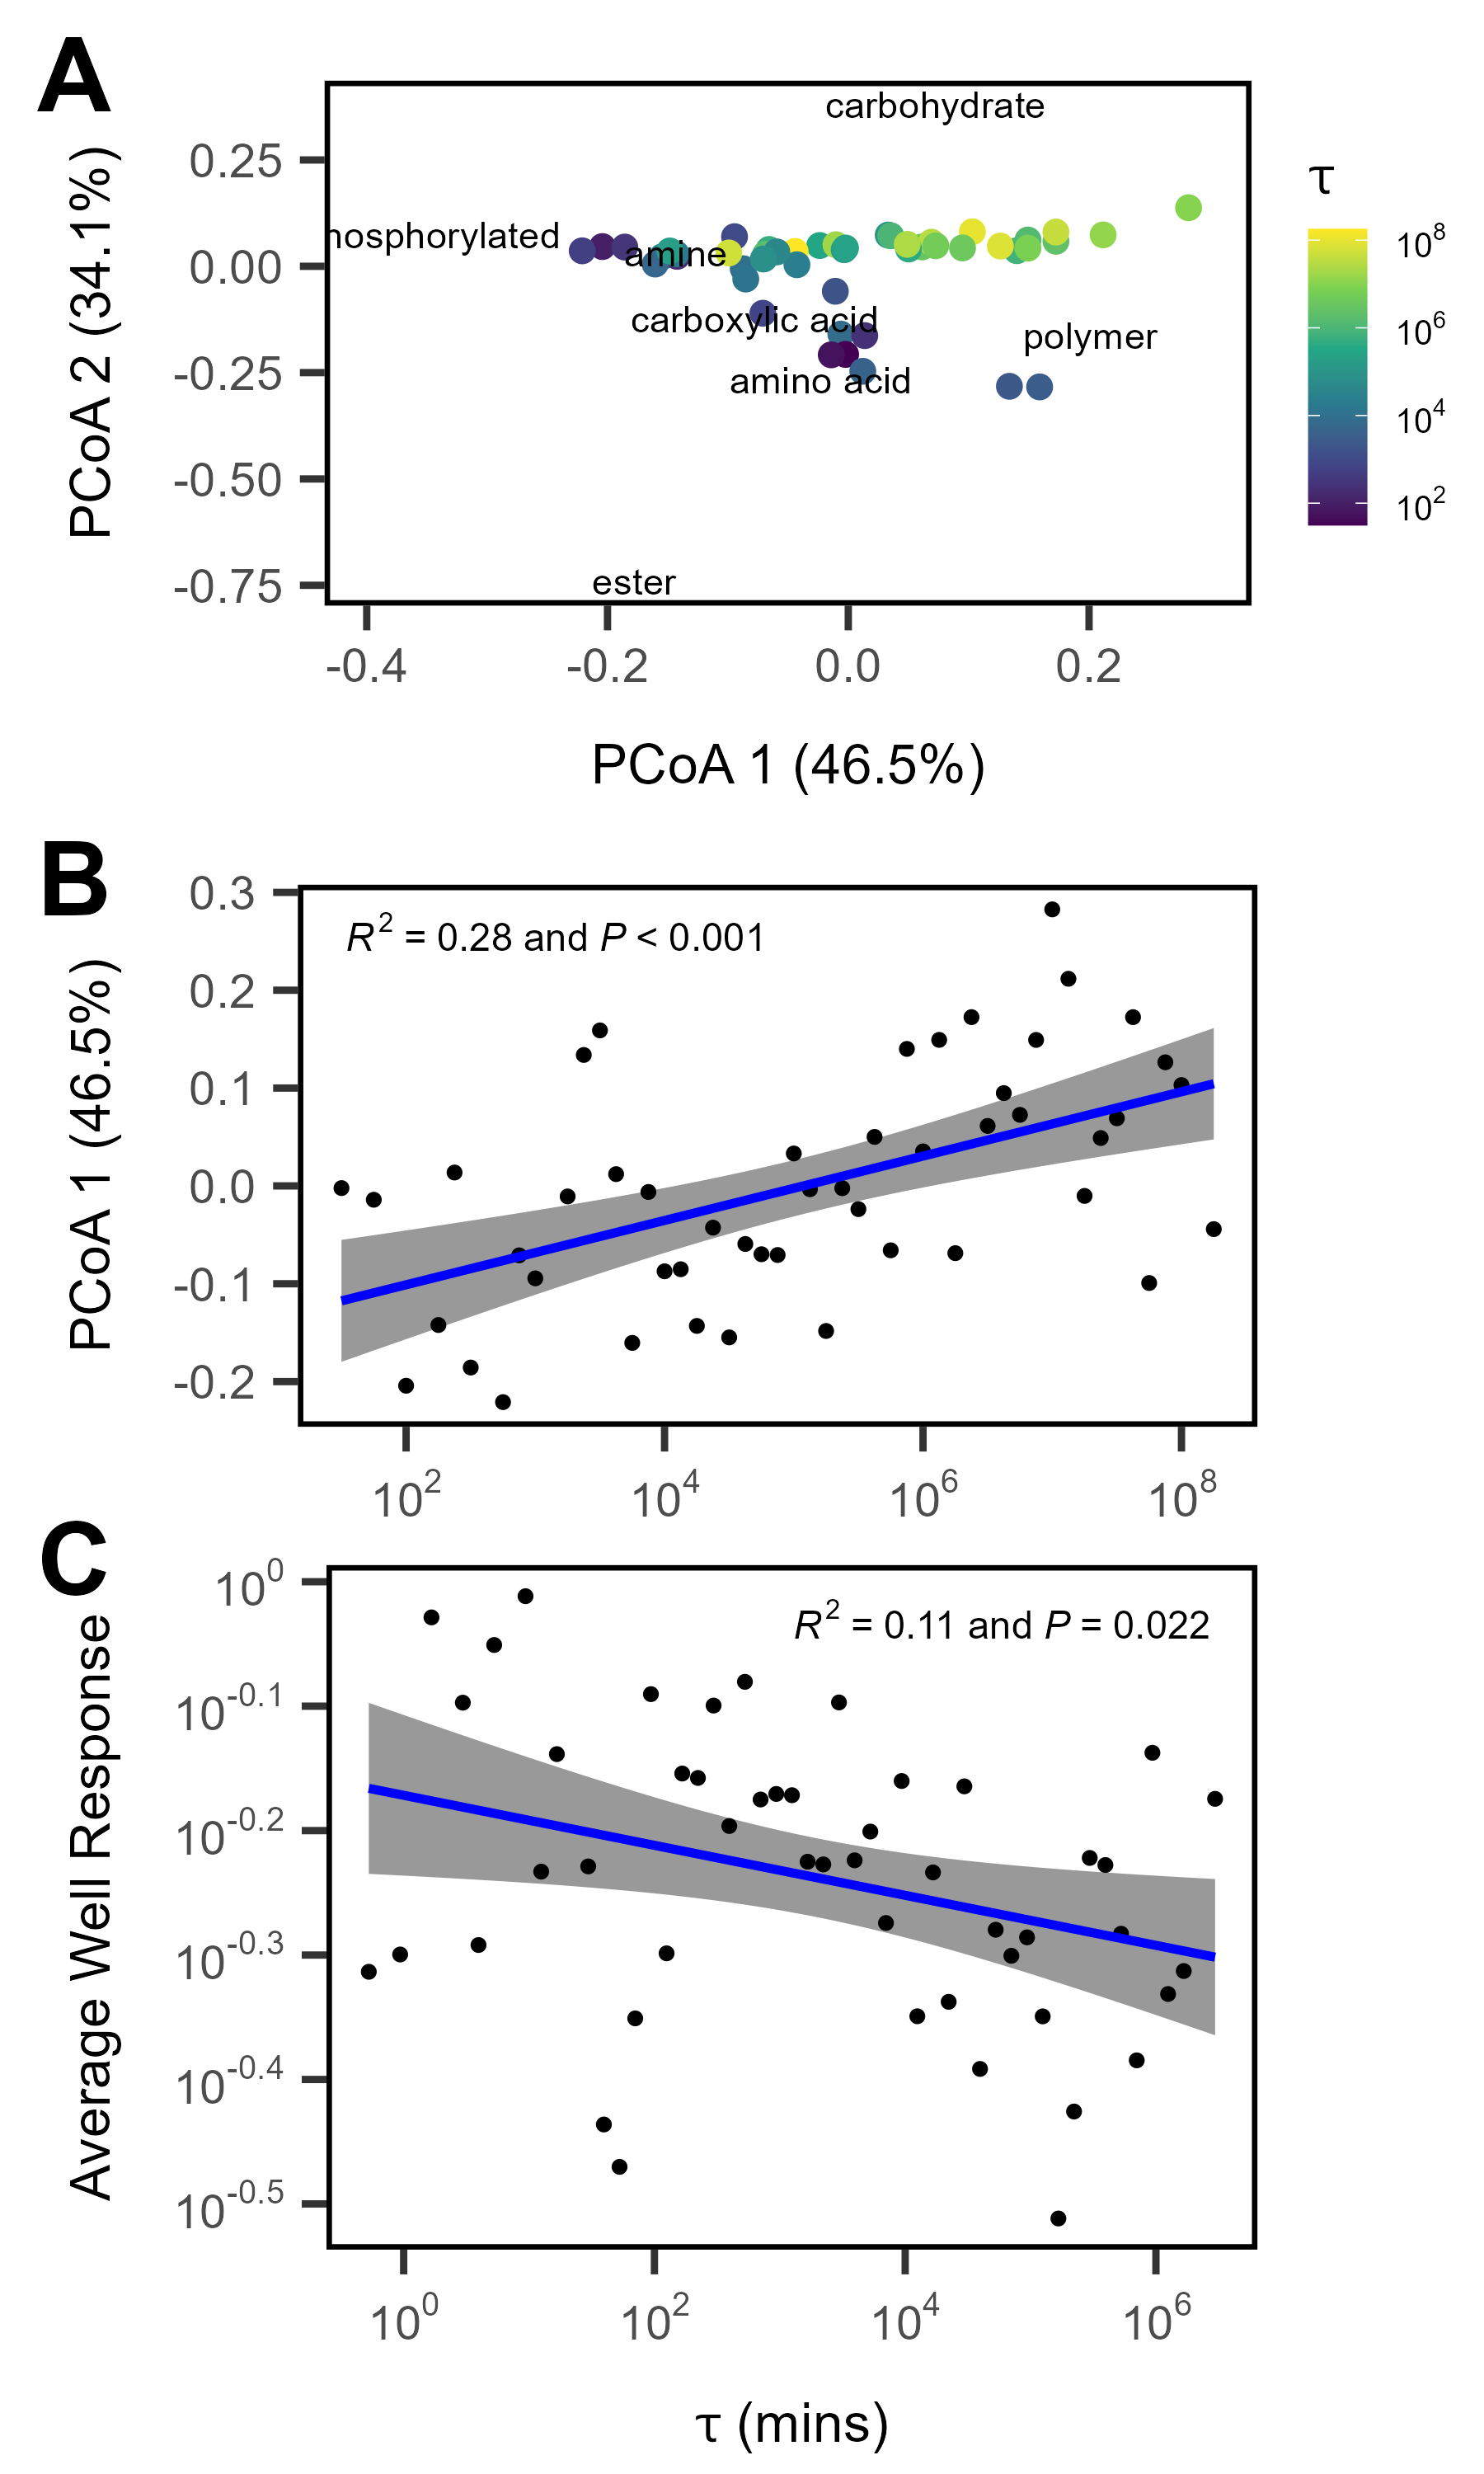 A
carbohydrate
0.25
hosphorylated
amine
0.00
carboxylic acid
polymer
-0.25
amino acid
-0.50
ester
-0.75
PCoA 2 (34.1%)
-0.4 -0.2 0.0 0.2
PCoA 1 (46.5%)
τ
10^8
10^6
10^4
10^2
B
R^2 = 0.28 and P < 0.001
0.3
0.2
0.1
0.0
-0.1
-0.2
PCoA 1 (46.5%)
10^2 10^4 10^6 10^8
C
R^2 = 0.11 and P = 0.022
10^0
10^-0.1
10^-0.2
10^-0.3
10^-0.4
10^-0.5
Average Well Response
10^0 10^2 10^4 10^6
τ (mins)